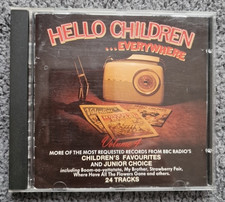 HELLO CHILDREN
...EVERYWHERE
MORE OF THE MOST REQUESTED RECORDS FROM BBC RADIO'S
CHILDREN'S FAVOURITES
AND JUNIOR CHOICE
including Boom-oo-yatatata, My Brother, Strawberry Fair,
Where Have All The Flowers Gone and others.
24 TRACKS